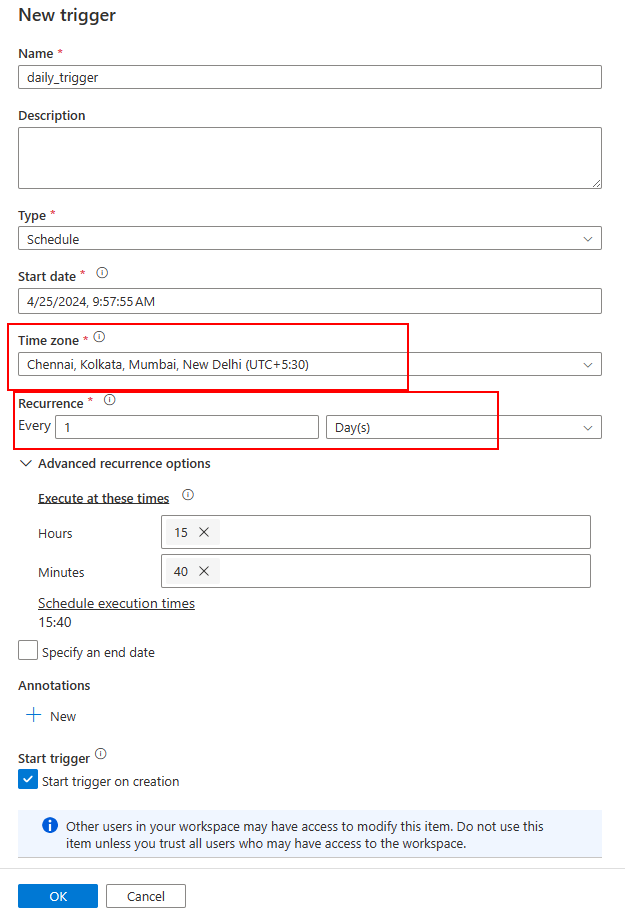 New trigger
Name *
daily_trigger
Description
Type *
Schedule
Start date *
4/25/2024, 9:57:55 AM
Time zone *
Chennai, Kolkata, Mumbai, New Delhi (UTC+5:30)
Recurrence *
Every 1 Day(s)
Advanced recurrence options
Execute at these times
Hours 15
Minutes 40
Schedule execution times
15:40
Specify an end date
Annotations
New
Start trigger
Start trigger on creation
Other users in your workspace may have access to modify this item. Do not use this
item unless you trust all users who may have access to the workspace.
OK Cancel